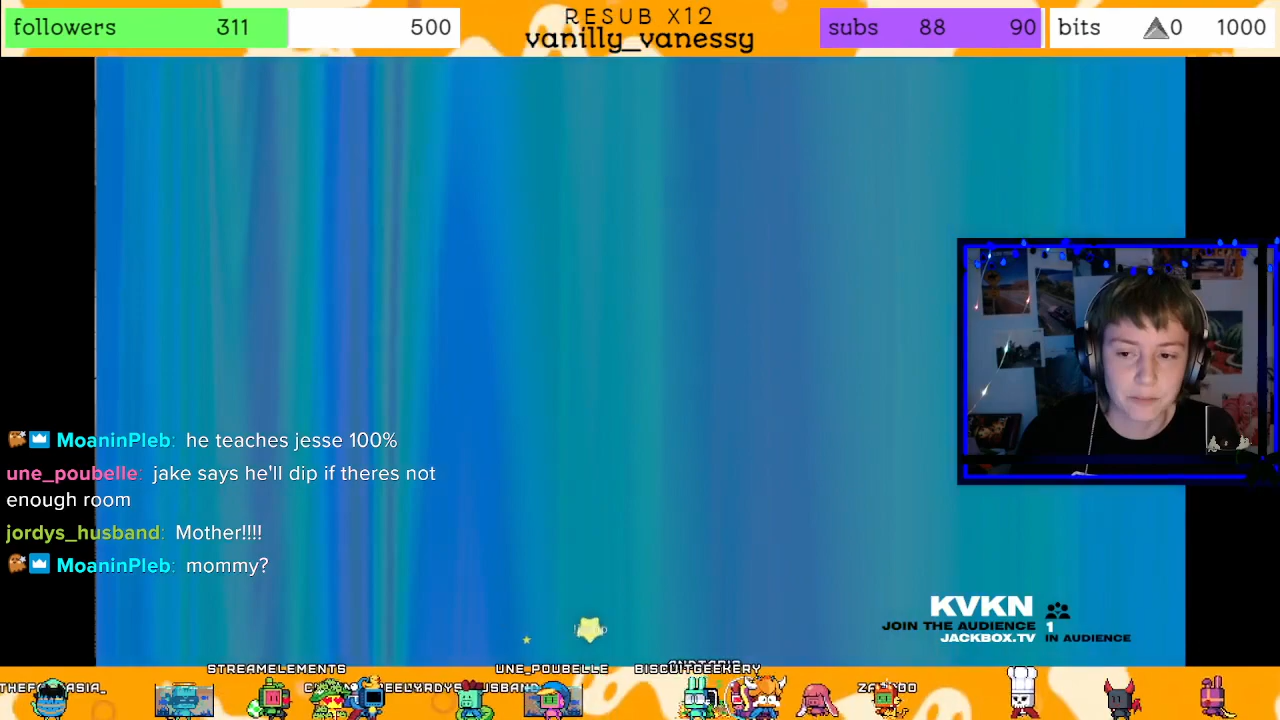 followers 311 500
RESUB X12
vanilly_vanessy
subs 88 90
bits 0 1000
MoaninPleb: he teaches jesse 100%
une_poubelle: jake says he'll dip if theres not
enough room
jordys_husband: Mother!!!!
MoaninPleb: mommy?
KVKN
JOIN THE AUDIENCE 1
JACKBOX.TV IN AUDIENCE
STREAMELEMENTS UNE_POUBELLE BISCUITGEEKERY